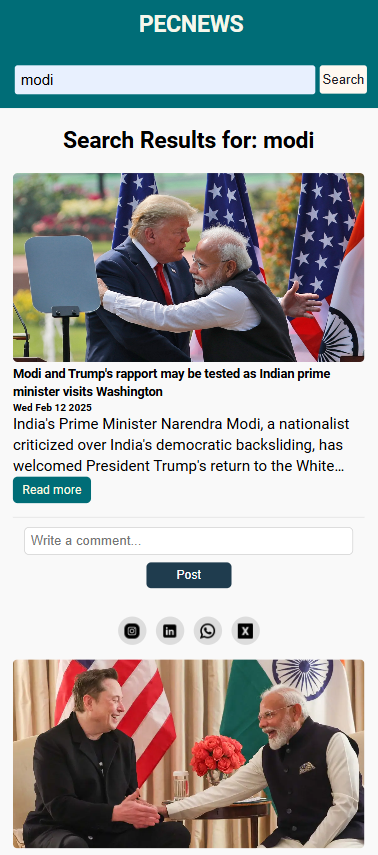 PECNEWS
modi
Search
Search Results for: modi
Modi and Trump's rapport may be tested as Indian prime
minister visits Washington
Wed Feb 12 2025
India's Prime Minister Narendra Modi, a nationalist
criticized over India's democratic backsliding, has
welcomed President Trump's return to the White…
Read more
Write a comment...
Post